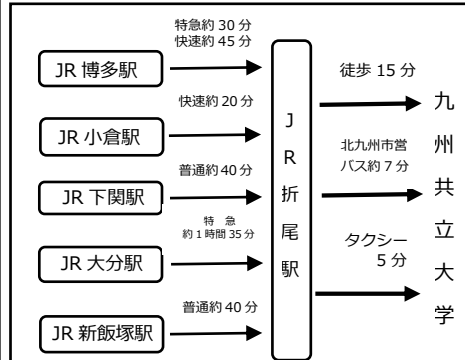 特急約 30 分
快速約 45 分
JR 博多駅
快速約 20 分
JR 小倉駅
普通約 40 分
JR 下関駅
特 急
約 1 時間 35 分
JR 大分駅
普通約 40 分
JR 新飯塚駅
JR折尾駅
徒歩 15 分
北九州市営
バス約 7 分
タクシー
5 分
九州共立大学